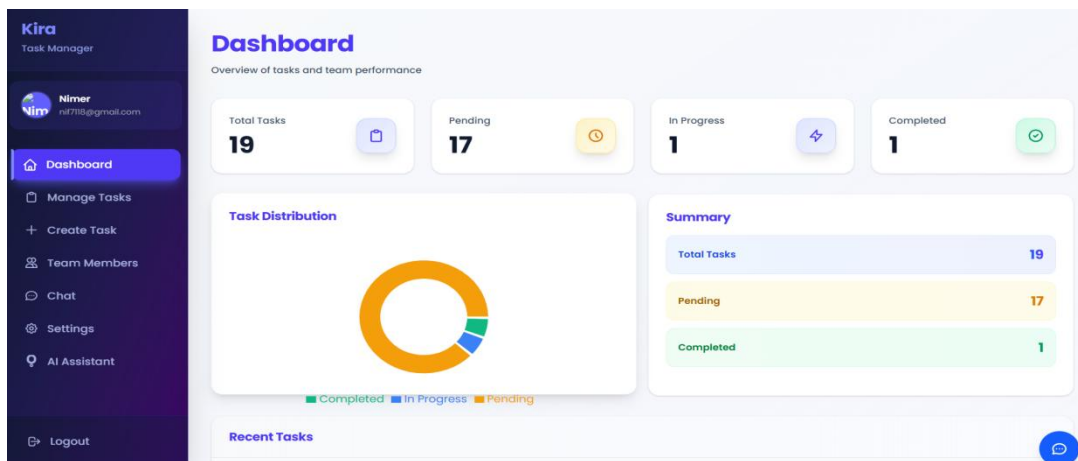 Kira
Task Manager
Nim
Nimer
nif7118@gmail.com
Dashboard
Manage Tasks
Create Task
Team Members
Chat
Settings
AI Assistant
Logout
Dashboard
Overview of tasks and team performance
Total Tasks
19
Pending
17
In Progress
1
Completed
1
Task Distribution
Completed In Progress Pending
Summary
Total Tasks 19
Pending 17
Completed 1
Recent Tasks